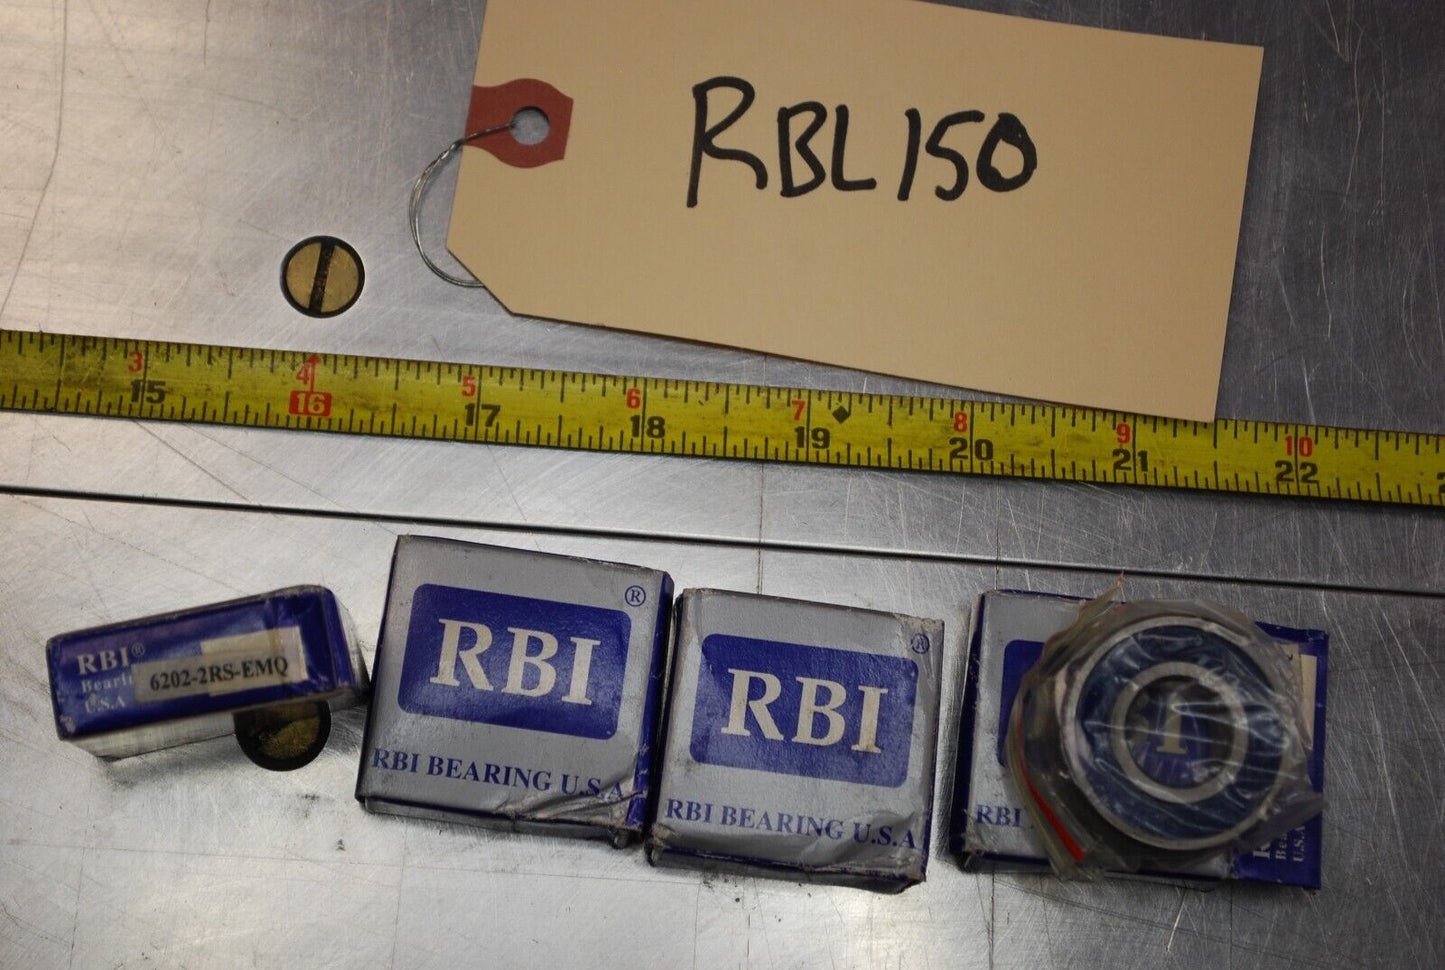 RBL150
3 4 5 6 7 8 9 10
15 16 17 18 19 20 21 22
RBI®
U.S.A
6202-2RS-EMQ
®
RBI
RBI BEARING U.S.A
®
RBI
RBI BEARING U.S.A
RBI
U.S.A